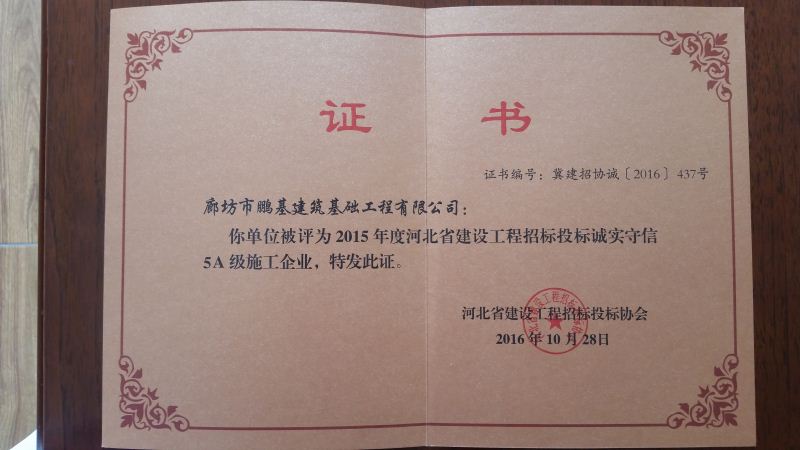 证 书
证书编号：冀建招协诚〔2016〕437号
廊坊市鹏基建筑基础工程有限公司：
你单位被评为2015年度河北省建设工程招标投标诚实守信
5A级施工企业，特发此证。
河北省建设工程招标投标协会
2016年10月28日